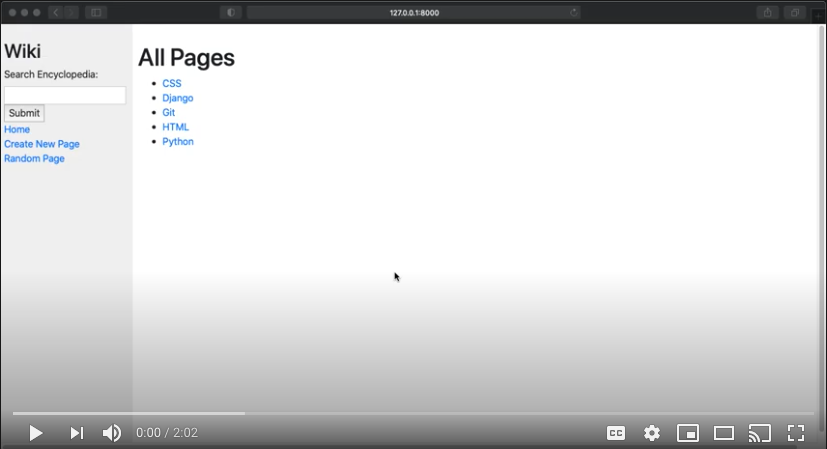 127.0.0.1:8000
Wiki
Search Encyclopedia:
Submit
Home
Create New Page
Random Page
All Pages
CSS
Django
Git
HTML
Python
0:00 / 2:02
CC